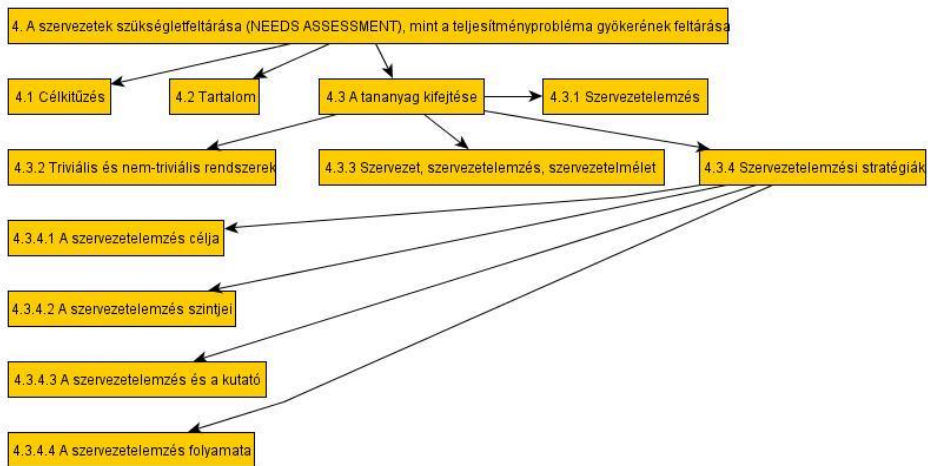 4. A szervezetek szükségletfeltárása (NEEDS ASSESSMENT), mint a teljesítményprobléma gyökerének feltárása
4.1 Célkitűzés
4.2 Tartalom
4.3 A tananyag kifejtése
4.3.1 Szervezetelemzés
4.3.2 Triviális és nem-triviális rendszerek
4.3.3 Szervezet, szervezetelemzés, szervezetelmélet
4.3.4 Szervezetelemzési stratégiák
4.3.4.1 A szervezetelemzés célja
4.3.4.2 A szervezetelemzés szintjei
4.3.4.3 A szervezetelemzés és a kutató
4.3.4.4 A szervezetelemzés folyamata